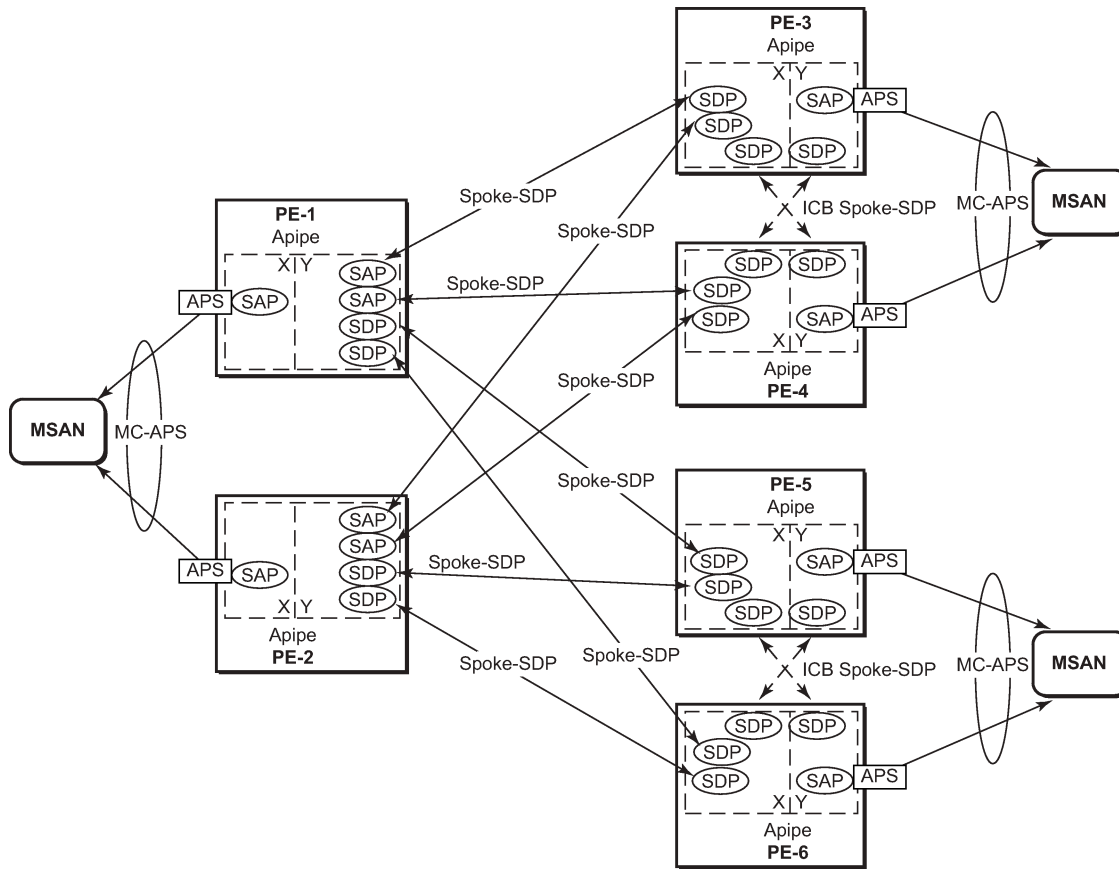 PE-3
Apipe
X Y
SDP
SAP
APS
SDP
SDP
SDP
Spoke-SDP
ICB Spoke-SDP
MC-APS
MSAN
PE-1
Apipe
X Y
SAP
APS
SAP
SAP
SDP
SDP
Spoke-SDP
Spoke-SDP
SDP
SDP
SDP
SDP
SAP
APS
X Y
Apipe
PE-4
Spoke-SDP
MSAN
MC-APS
Spoke-SDP
PE-5
Apipe
X Y
SDP
SAP
APS
SDP
SDP
SDP
SAP
SAP
SDP
SDP
APS
SAP
X Y
Apipe
PE-2
Spoke-SDP
Spoke-SDP
Spoke-SDP
ICB Spoke-SDP
MC-APS
MSAN
SDP
SDP
SDP
SDP
SAP
APS
X Y
Apipe
PE-6